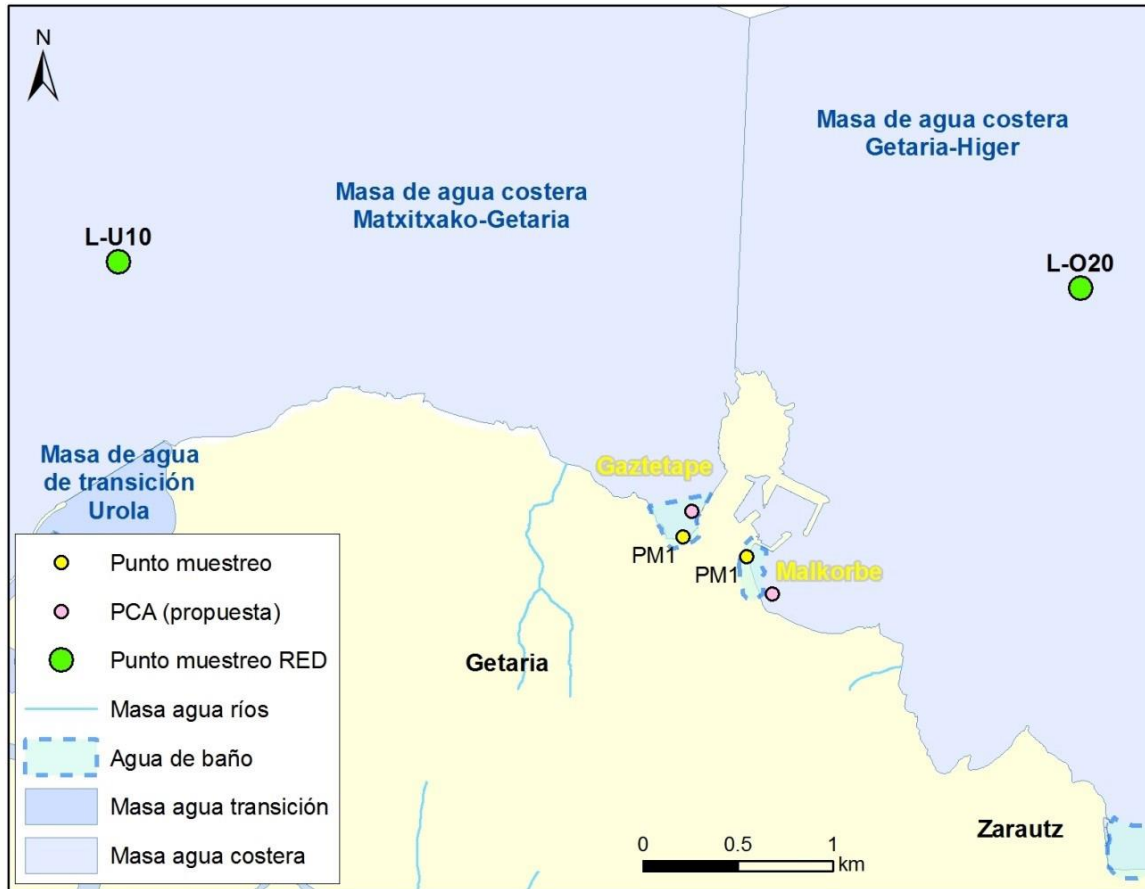 N
Masa de agua costera
Getaria-Higer
Masa de agua costera
Matxitxako-Getaria
L-U10
L-O20
Masa de agua
de transición
Urola
Gaztetape
PM1
PM1
Malkorbe
Getaria
Zarautz
Punto muestreo
PCA (propuesta)
Punto muestreo RED
Masa agua ríos
Agua de baño
Masa agua transición
Masa agua costera
0 0.5 1
km